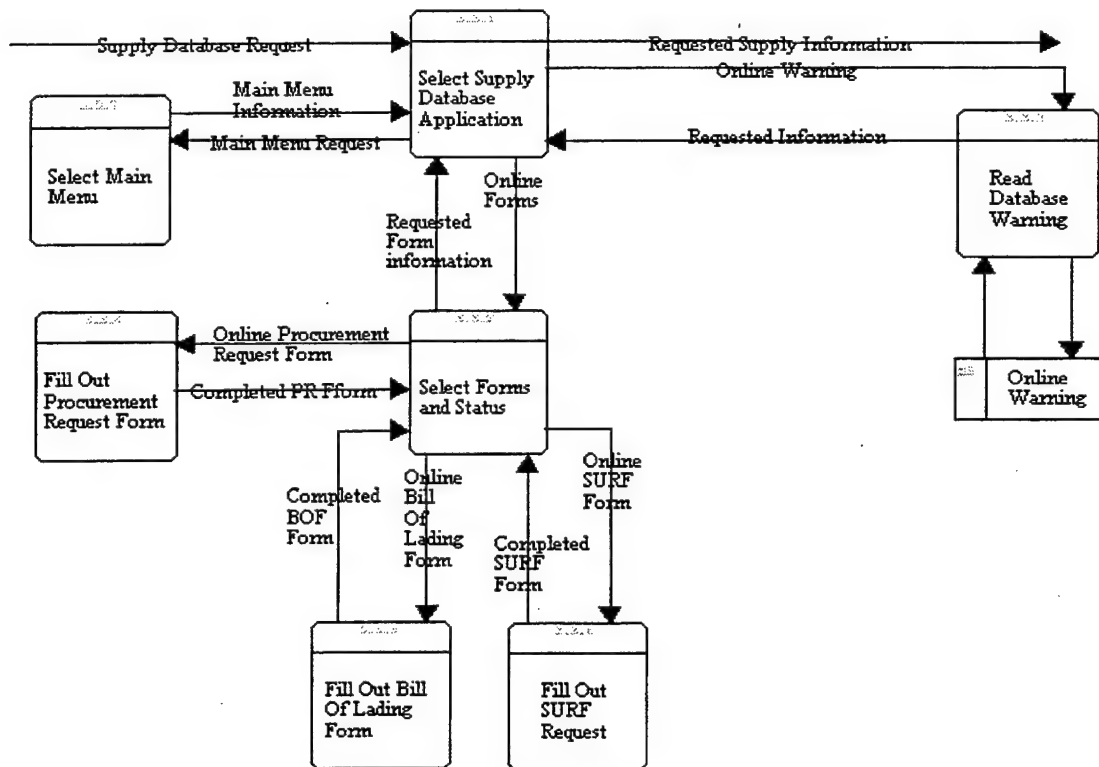 Supply Database Request
Select Supply
Database
Application
Requested Supply Information
Online Warning
Main Menu
Information
Main Menu Request
Requested Information
Select Main
Menu
Online
Forms
Read
Database
Warning
Requested
Form
information
Online Procurement
Request Form
Fill Out
Procurement
Request Form
Completed PR Fform
Select Forms
and Status
Online
Warning
Completed
BOF
Form
Online
Bill
Of
Lading
Form
Completed
SURF
Form
Online
SURF
Form
Fill Out Bill
Of Lading
Form
Fill Out
SURF
Request